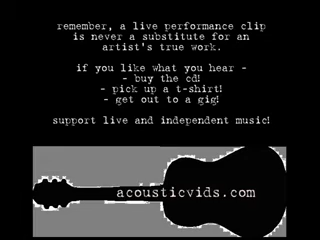 remember, a live performance clip
is never a substitute for an
artist's true work.
if you like what you hear -
- buy the cd!
- pick up a t-shirt!
- get out to a gig!
support live and independent music!
acousticvids.com